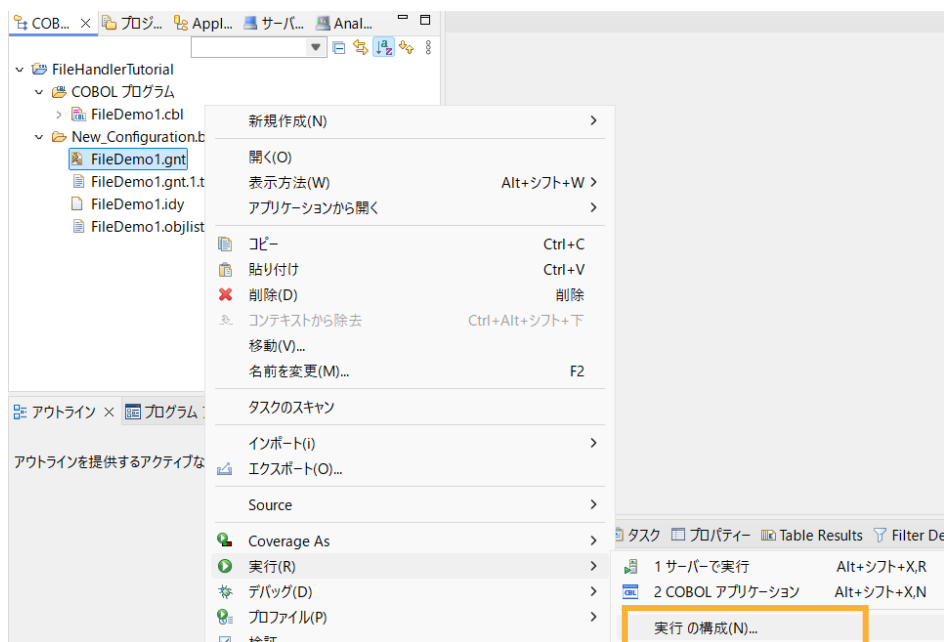 COB... プロジ... Appl... サーバ... Anal...
FileHandlerTutorial
COBOL プログラム
FileDemo1.cbl
New_Configuration.b
FileDemo1.gnt
FileDemo1.gnt.1.t
FileDemo1.idy
FileDemo1.objlist
アウトライン プログラム
アウトラインを提供するアクティブな
新規作成(N)
開く(O)
表示方法(W) Alt+シフト+W
アプリケーションから開く
コピー Ctrl+C
貼り付け Ctrl+V
削除(D) 削除
コンテキストから除去 Ctrl+Alt+シフト+下
移動(V)...
名前を変更(M)... F2
タスクのスキャン
インポート(i)
エクスポート(O)...
Source
Coverage As
実行(R)
デバッグ(D)
プロファイル(P)
検証
タスク プロパティー Table Results Filter De
1 サーバーで実行 Alt+シフト+X,R
2 COBOL アプリケーション Alt+シフト+X,N
実行 の構成(N)...